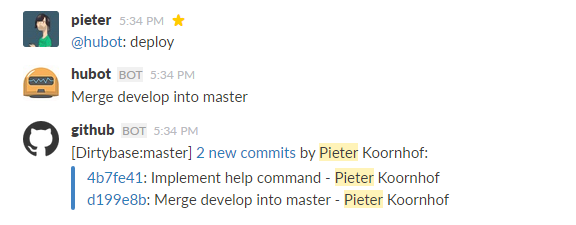 pieter 5:34 PM
@hubot: deploy
hubot BOT 5:34 PM
Merge develop into master
github BOT 5:34 PM
[Dirtybase:master] 2 new commits by Pieter Koornhof:
4b7fe41: Implement help command - Pieter Koornhof
d199e8b: Merge develop into master - Pieter Koornhof